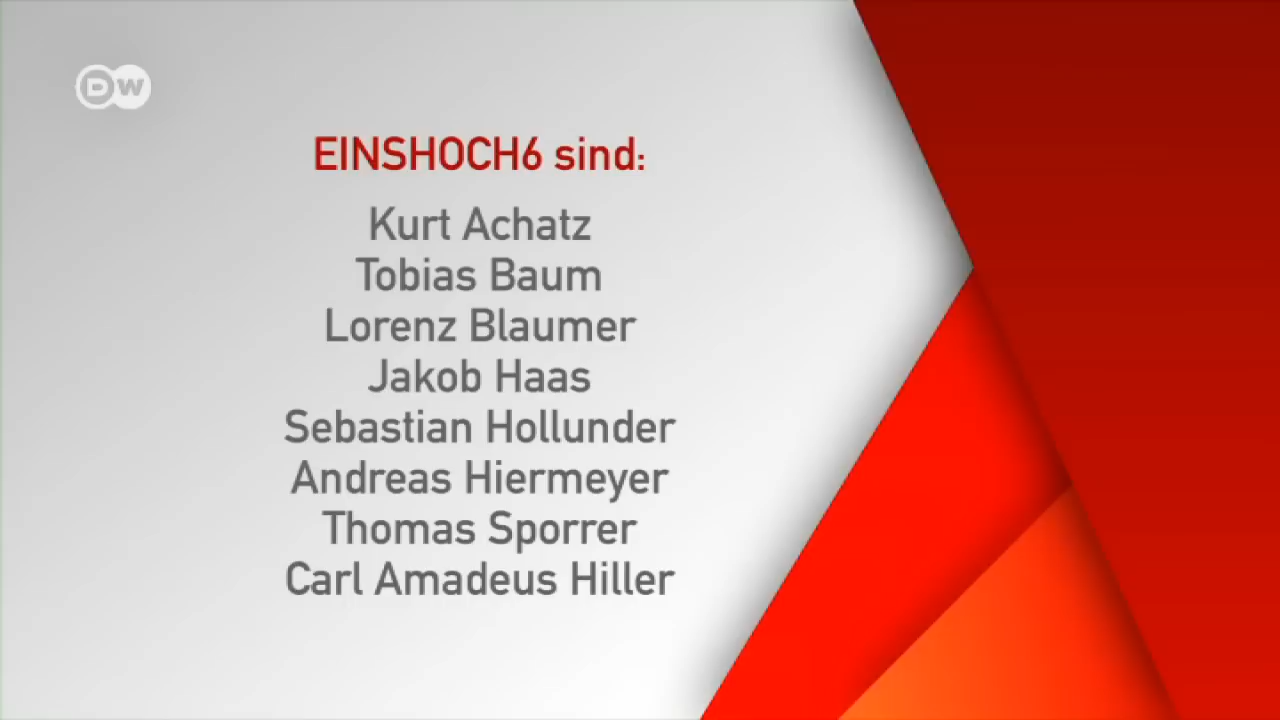 DW
EINSHOCH6 sind:
Kurt Achatz
Tobias Baum
Lorenz Blaumer
Jakob Haas
Sebastian Hollunder
Andreas Hiermeyer
Thomas Sporrer
Carl Amadeus Hiller